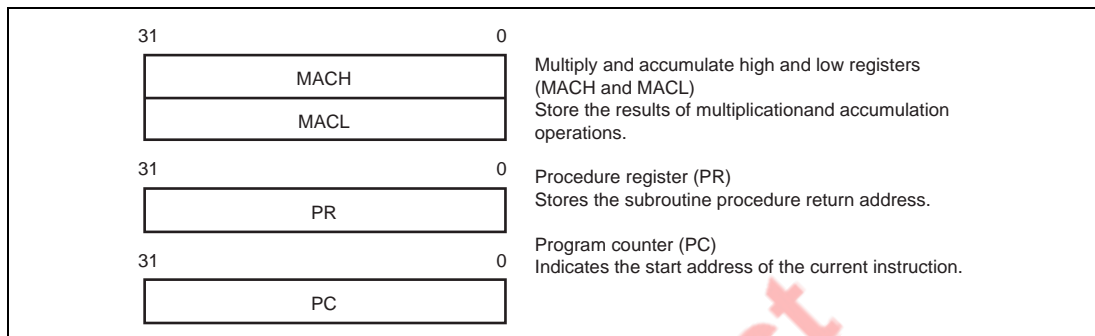 31 0
MACH
MACL
Multiply and accumulate high and low registers
(MACH and MACL)
Store the results of multiplicationand accumulation
operations.
31 0
PR
Procedure register (PR)
Stores the subroutine procedure return address.
31 0
PC
Program counter (PC)
Indicates the start address of the current instruction.